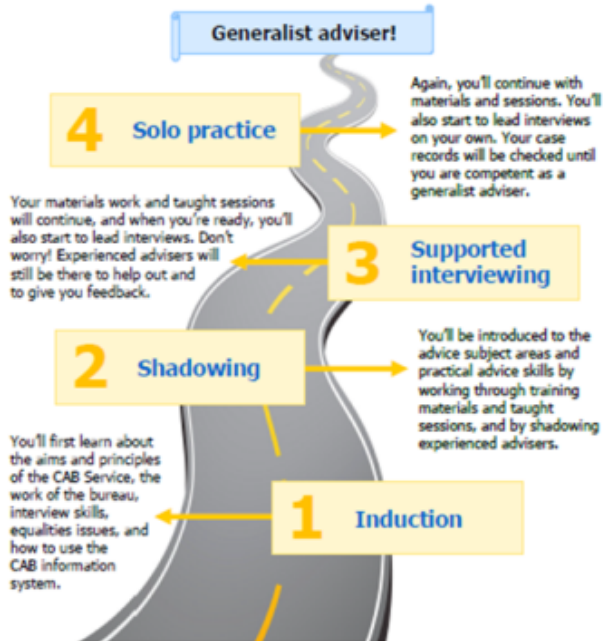 Generalist adviser!
4 Solo practice
Again, you'll continue with
materials and sessions. You'll
also start to lead interviews
on your own. Your case
records will be checked until
you are competent as a
generalist adviser.
Your materials work and taught sessions
will continue, and when you're ready, you'll
also start to lead interviews. Don't
worry! Experienced advisers will
still be there to help out and
to give you feedback.
3 Supported
interviewing
2 Shadowing
You'll be introduced to the
advice subject areas and
practical advice skills by
working through training
materials and taught
sessions, and by shadowing
experienced advisers.
You'll first learn about
the aims and principles
of the CAB Service, the
work of the bureau,
interview skills,
equalities issues, and
how to use the
CAB information
system.
1 Induction